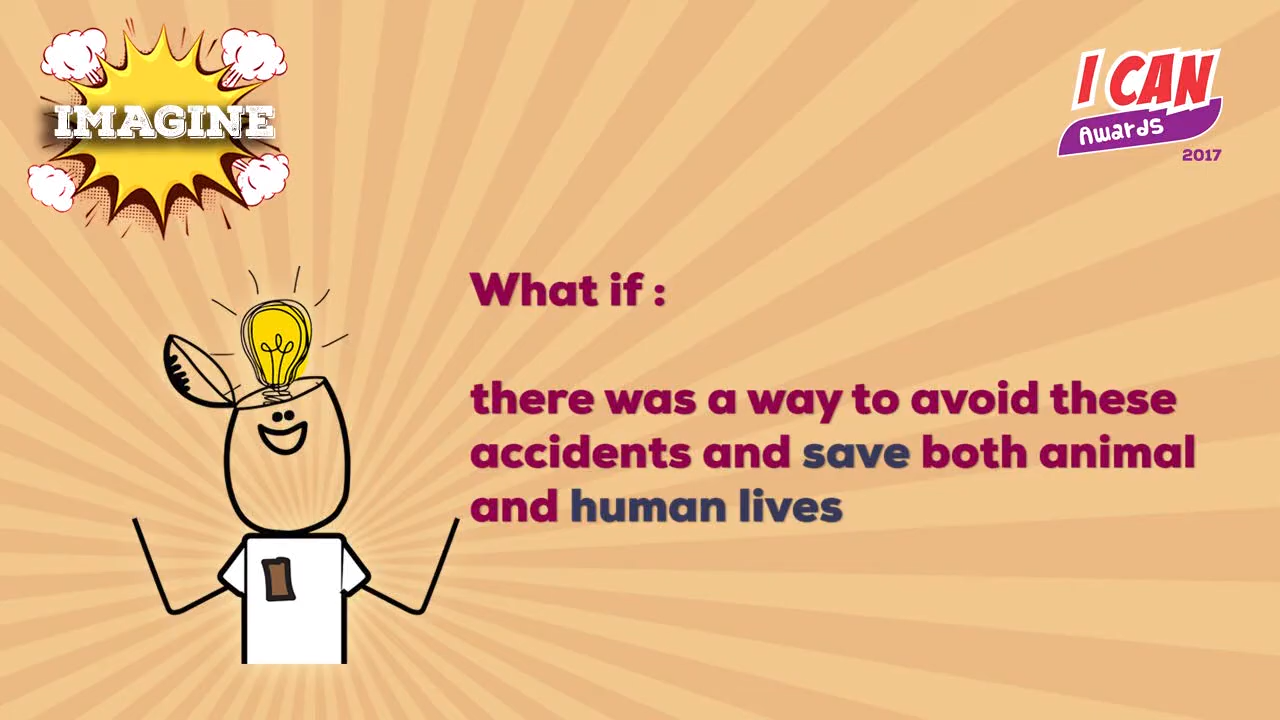 IMAGINE
I CAN
Awards
2017
What if :
there was a way to avoid these
accidents and save both animal
and human lives